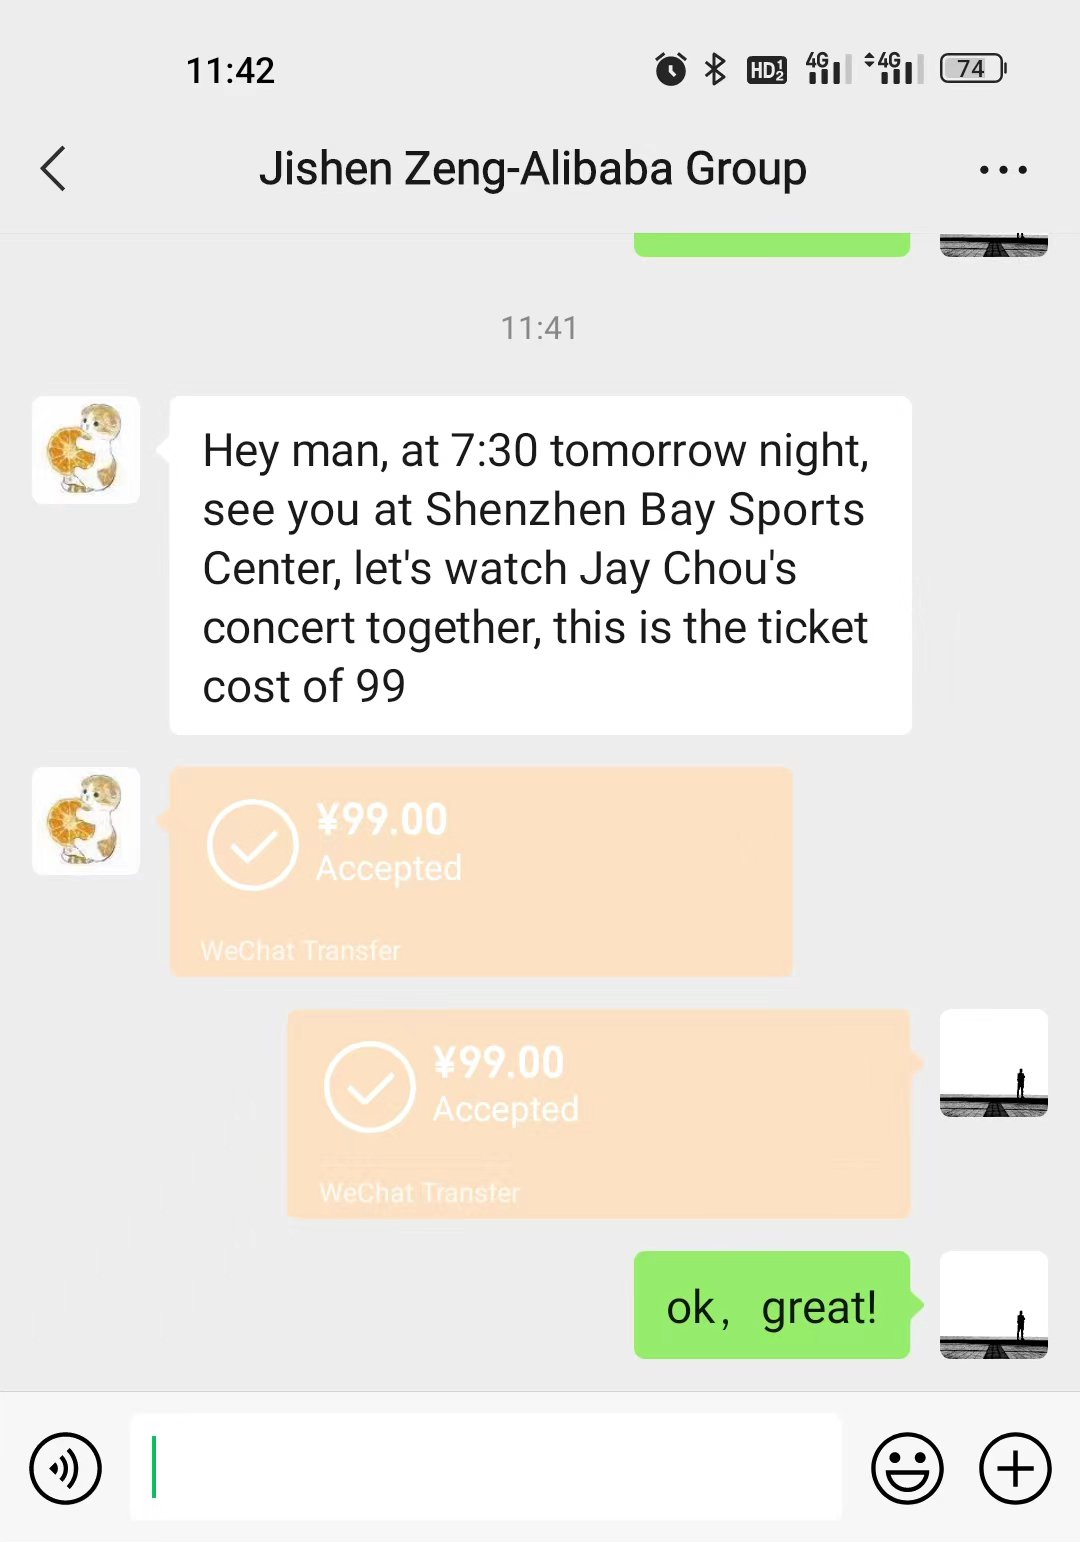 11:42
HD 1 2 4G 4G 74
Jishen Zeng-Alibaba Group
11:41
Hey man, at 7:30 tomorrow night,
see you at Shenzhen Bay Sports
Center, let's watch Jay Chou's
concert together, this is the ticket
cost of 99
¥99.00
Accepted
WeChat Transfer
¥99.00
Accepted
WeChat Transfer
ok，great!